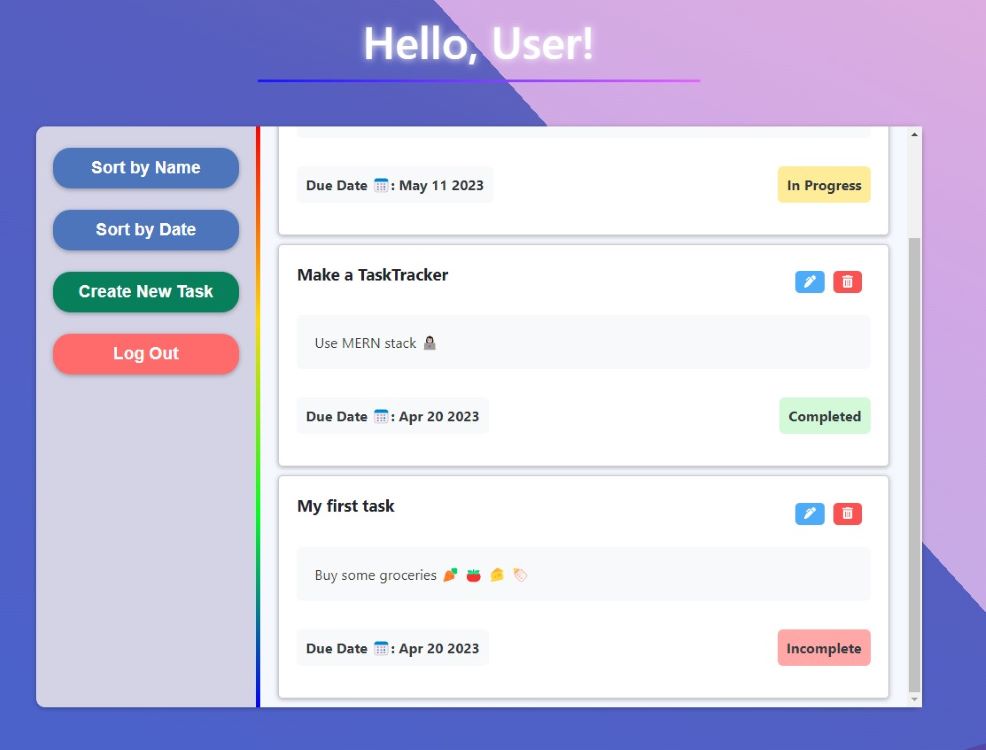 Hello, User!
Sort by Name
Sort by Date
Create New Task
Log Out
Due Date 📅: May 11 2023
In Progress
Make a TaskTracker
Use MERN stack 👩🏻‍💻
Due Date 📅: Apr 20 2023
Completed
My first task
Buy some groceries 🥕 🍅 🧀 🏷️
Due Date 📅: Apr 20 2023
Incomplete